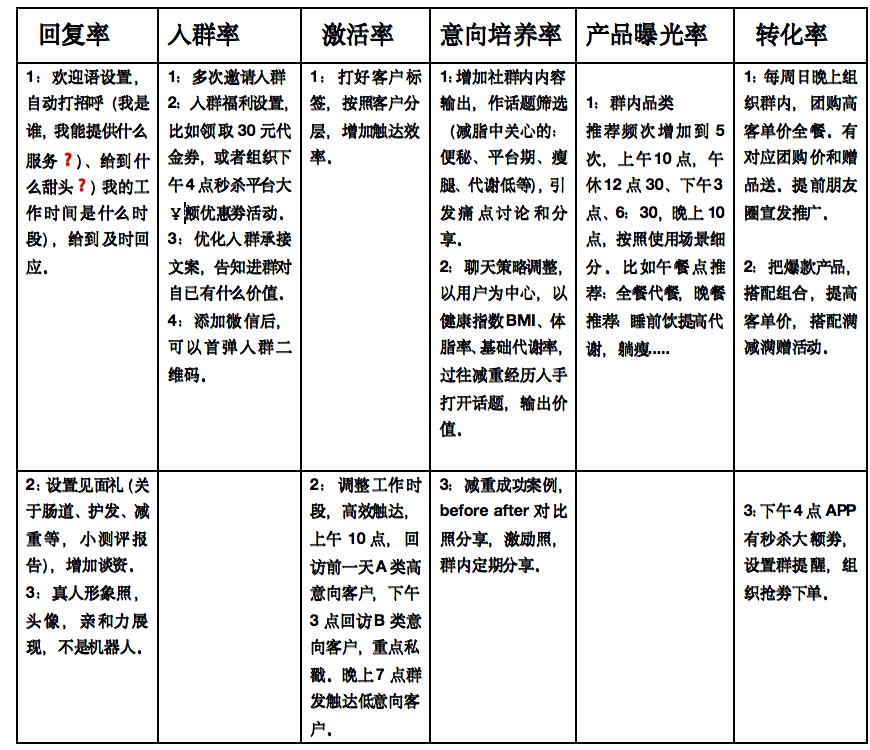 回复率
入群率
激活率
意向培养率
产品曝光率
转化率
1：欢迎语设置，
自动打招呼（我是
谁，我能提供什么
服务？）、给到什
么甜头？）我的工
作时间是什么时
段），给到及时回
应。
1：多次邀请入群
2：入群福利设置，
比如领取 30 元代
金券，或者组织下
午 4 点秒杀平台大
￥额优惠券活动。
3：优化入群承接
文案，告知进群对
自己有什么价值。
4：添加微信后，
可以首弹入群二
维码。
1：打好客户标
签，按照客户分
层，增加触达效
率。
1:增加社群内内容
输出，作话题筛选
（减脂中关心的：
便秘、平台期、瘦
腿、代谢低等），引
发痛点讨论和分
享。
2：聊天策略调整，
以用户为中心，以
健康指数 BMI、体
脂率、基础代谢率，
过往减重经历入手
打开话题，输出价
值。
1：群内品类
推荐频次增加到 5
次，上午 10 点，午
休 12 点 30、下午 3
点、6：30，晚上 10
点，按照使用场景细
分。比如午餐点推
荐：全餐代餐，晚餐
推荐：睡前饮提高代
谢，躺瘦.....
1：每周日晚上组
织群内，团购高
客单价全餐。有
对应团购价和赠
品送。提前朋友
圈宣发推广。
2：把爆款产品，
搭配组合，提高
客单价，搭配满
减满赠活动。
2：设置见面礼（关
于肠道、护发、减
重等，小测评报
告），增加谈资。
3：真人形象照，
头像，亲和力展
现，不是机器人。
2：调整工作时
段，高效触达，
上午 10 点，回
访前一天 A 类高
意向客户，下午
3 点回访 B 类意
向客户，重点私
戳。晚上 7 点群
发触达低意向客
户。
3：减重成功案例，
before after 对比
照分享，激励照，
群内定期分享。
3:下午 4 点 APP
有秒杀大额劵，
设置群提醒，组
织抢劵下单。